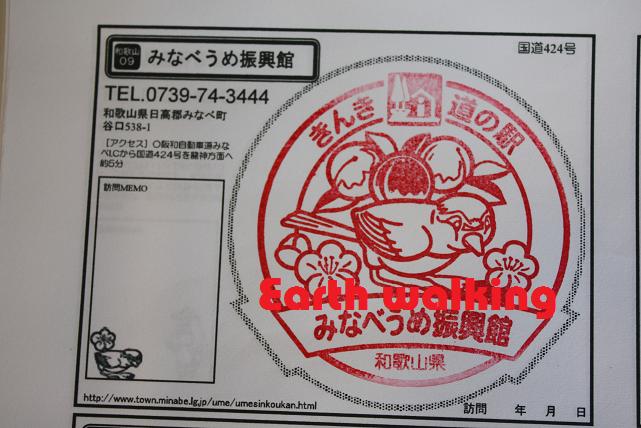 和歌山
09
みなべうめ振興館
国道424号
TEL.0739-74-3444
和歌山県日高郡みなべ町
谷口538-1
[アクセス] ○阪和自動車道みな
べI.Cから国道424号を龍神方面へ
約5分
訪問MEMO
きんき 道の駅
Earth walking
みなべうめ振興館
和歌山県
http://www.town.minabe.lg.jp/ume/umesinkoukan.html
訪問 年 月 日